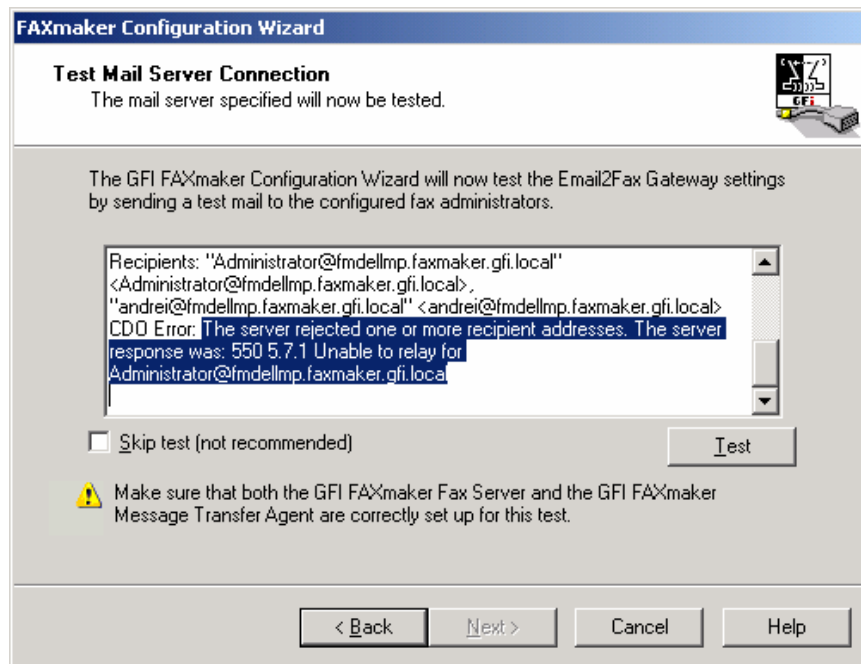 FAXmaker Configuration Wizard
Test Mail Server Connection
The mail server specified will now be tested.
GFi
The GFI FAXmaker Configuration Wizard will now test the Email2Fax Gateway settings
by sending a test mail to the configured fax administrators.
Recipients: "Administrator@fmdellmp.faxmaker.gfi.local"
<Administrator@fmdellmp.faxmaker.gfi.local>,
"andrei@fmdellmp.faxmaker.gfi.local" <andrei@fmdellmp.faxmaker.gfi.local>
CDO Error: The server rejected one or more recipient addresses. The server
response was: 550 5.7.1 Unable to relay for
Administrator@fmdellmp.faxmaker.gfi.local
Skip test (not recommended)
Test
Make sure that both the GFI FAXmaker Fax Server and the GFI FAXmaker
Message Transfer Agent are correctly set up for this test.
< Back
Next >
Cancel
Help